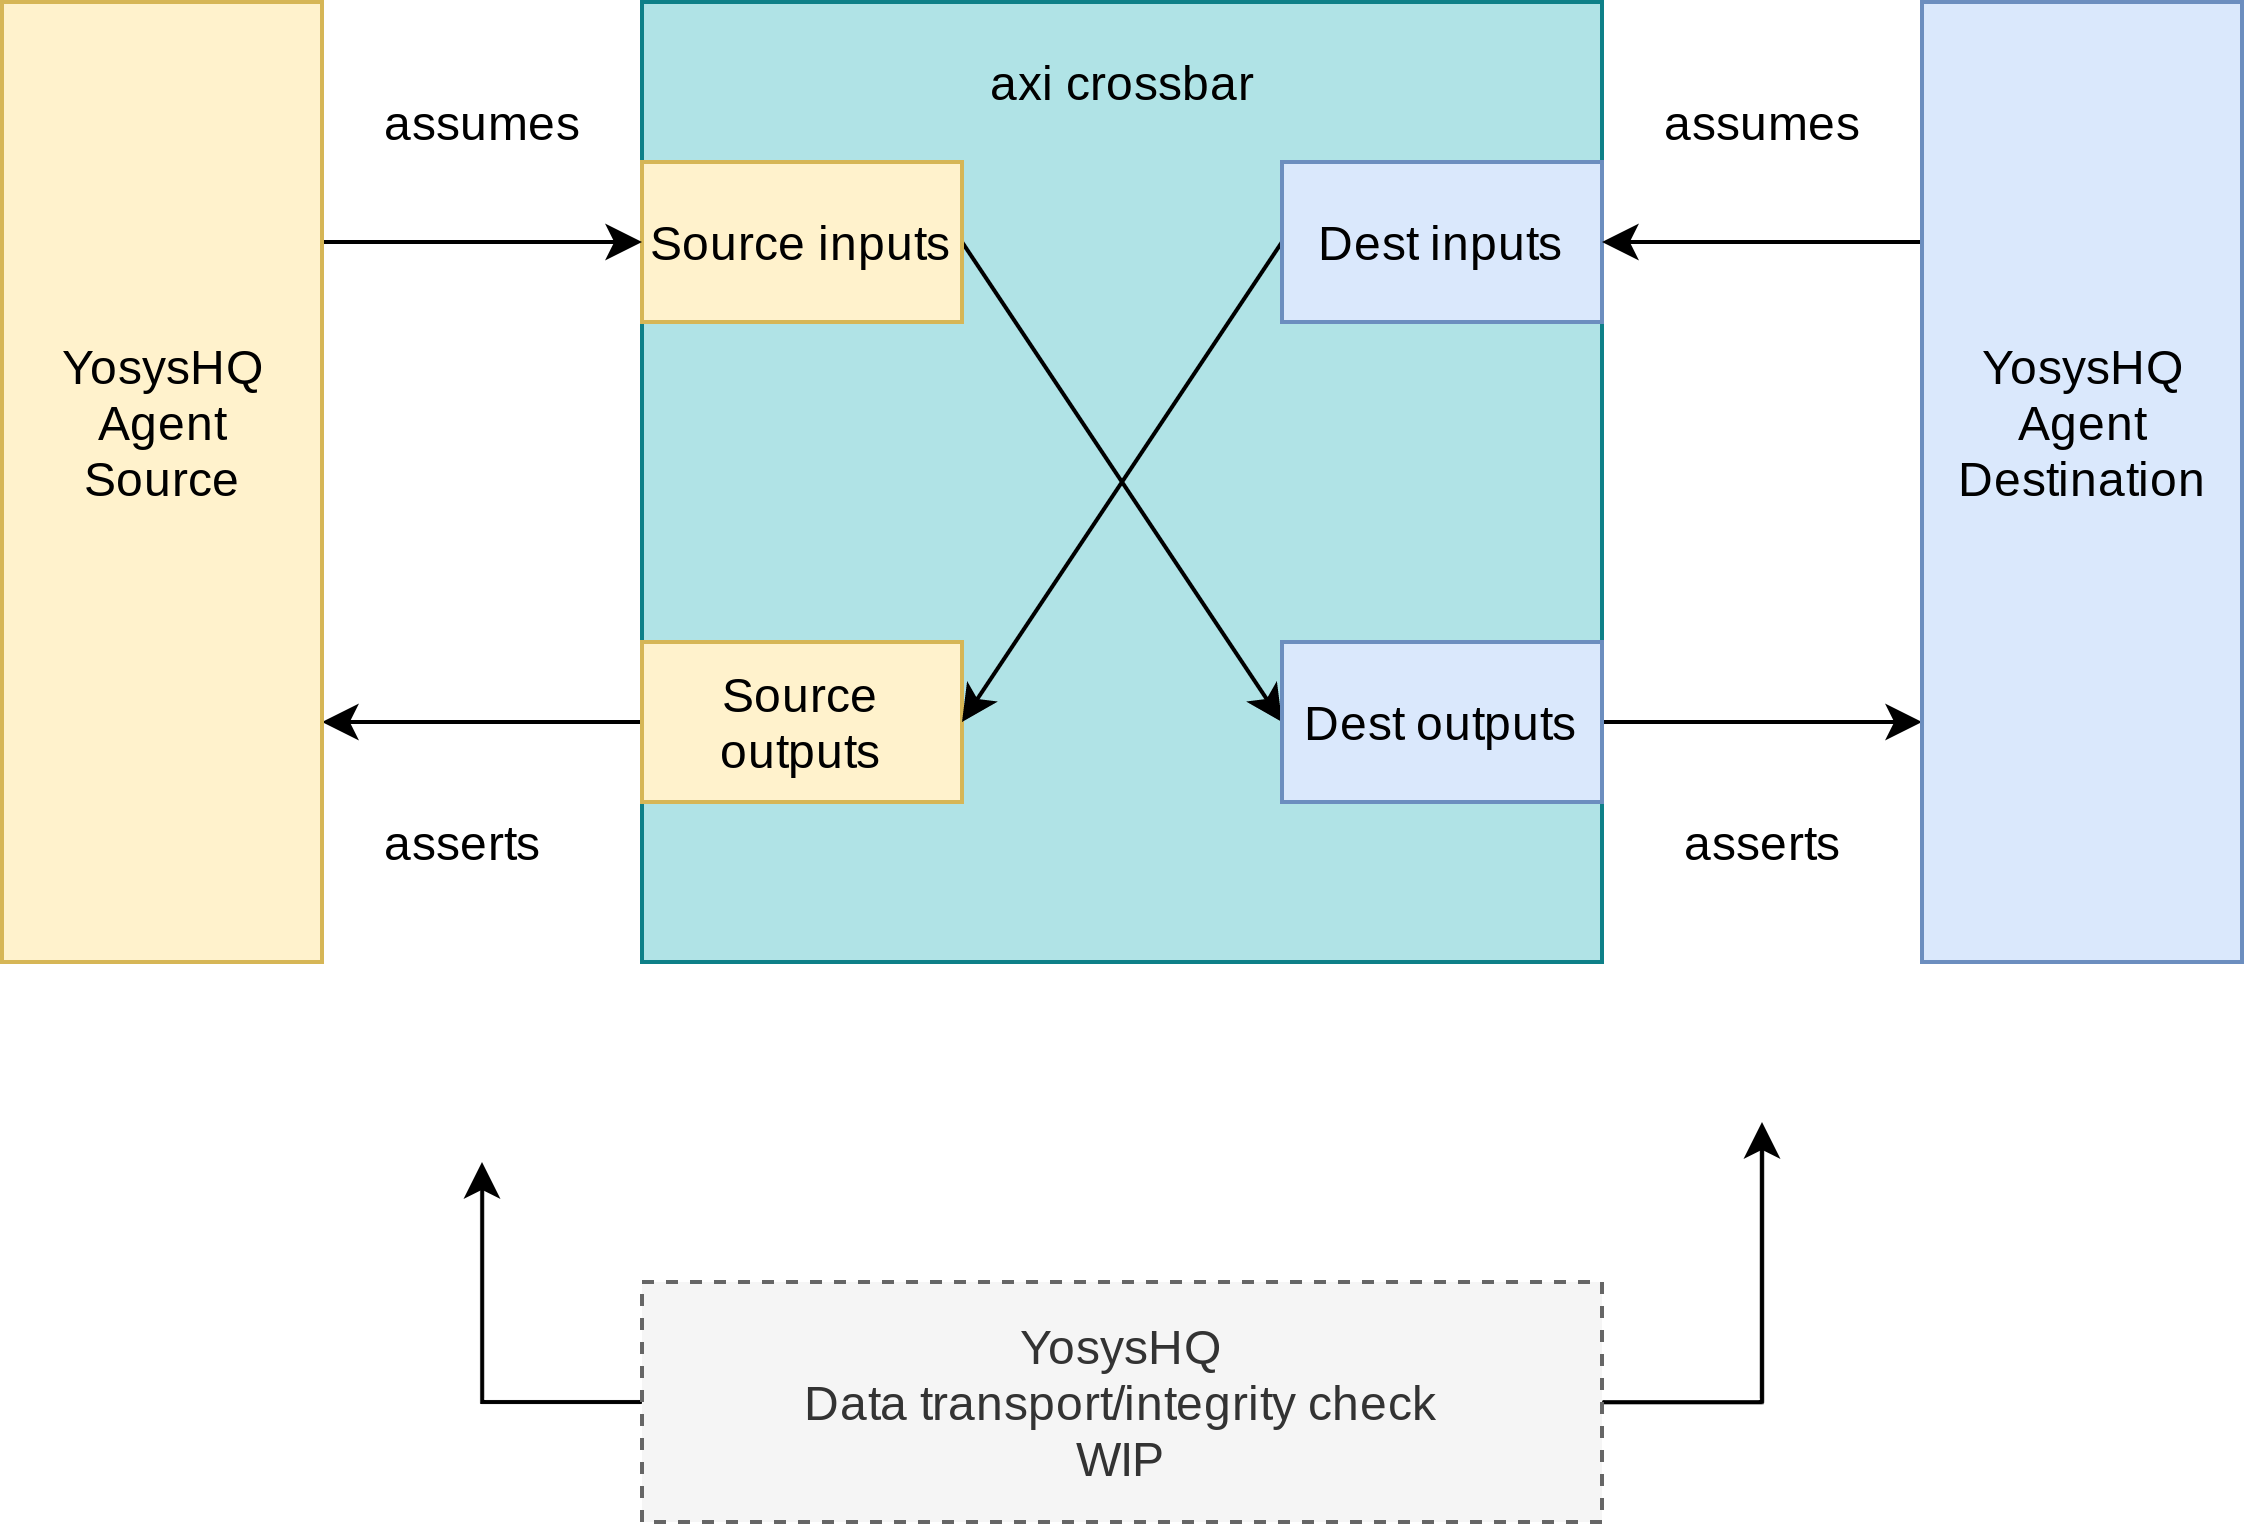 axi crossbar
assumes
assumes
Source inputs
Dest inputs
YosysHQ
Agent
Source
YosysHQ
Agent
Destination
Source
outputs
Dest outputs
asserts
asserts
YosysHQ
Data transport/integrity check
WIP